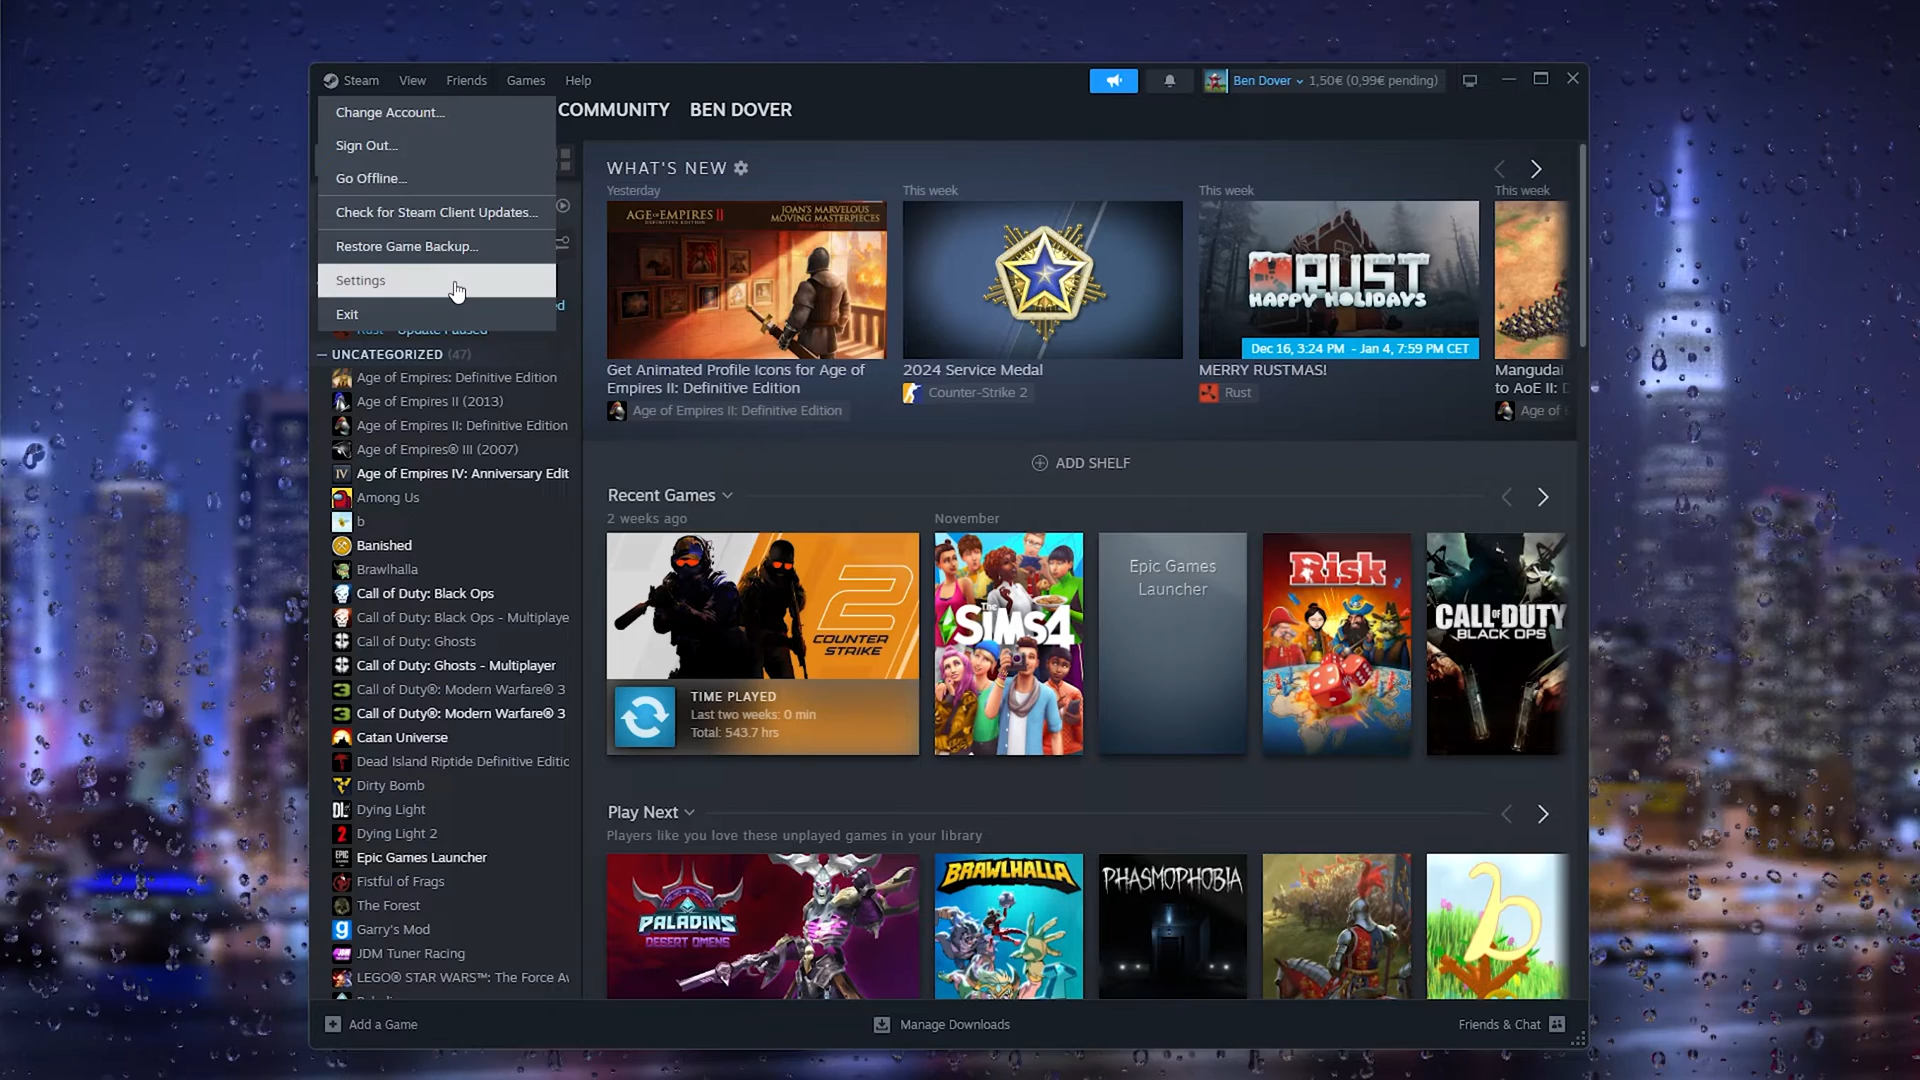 Steam View Friends Games Help
Ben Dover 1,50€ (0,99€ pending)
COMMUNITY BEN DOVER
Change Account...
Sign Out...
Go Offline...
Check for Steam Client Updates...
Restore Game Backup...
Settings
Exit
UNCATEGORIZED (47)
Age of Empires: Definitive Edition
Age of Empires II (2013)
Age of Empires II: Definitive Edition
Age of Empires® III (2007)
Age of Empires IV: Anniversary Edit
Among Us
b
Banished
Brawlhalla
Call of Duty: Black Ops
Call of Duty: Black Ops - Multiplaye
Call of Duty: Ghosts
Call of Duty: Ghosts - Multiplayer
Call of Duty®: Modern Warfare® 3
Call of Duty®: Modern Warfare® 3
Catan Universe
Dead Island Riptide Definitive Editic
Dirty Bomb
Dying Light
Dying Light 2
Epic Games Launcher
Fistful of Frags
The Forest
Garry's Mod
JDM Tuner Racing
LEGO® STAR WARS™: The Force Av
WHAT'S NEW
Yesterday
AGE OF EMPIRES II
DEFINITIVE EDITION
JOAN'S MARVELOUS
MOVING MASTERPIECES
Get Animated Profile Icons for Age of
Empires II: Definitive Edition
Age of Empires II: Definitive Edition
This week
2024 Service Medal
Counter-Strike 2
This week
RUST
HAPPY HOLIDAYS
Dec 16, 3:24 PM - Jan 4, 7:59 PM CET
MERRY RUSTMAS!
Rust
This week
Mangudai
to AoE II: D
Age of E
ADD SHELF
Recent Games
2 weeks ago
2
COUNTER
STRIKE
TIME PLAYED
Last two weeks: 0 min
Total: 543.7 hrs
November
The SIMS 4
Epic Games
Launcher
Risk
CALL OF DUTY
BLACK OPS
Play Next
Players like you love these unplayed games in your library
PALADINS
DESERT OMENS
BRAWLHALLA
PHASMOPHOBIA
b
Add a Game
Manage Downloads
Friends & Chat